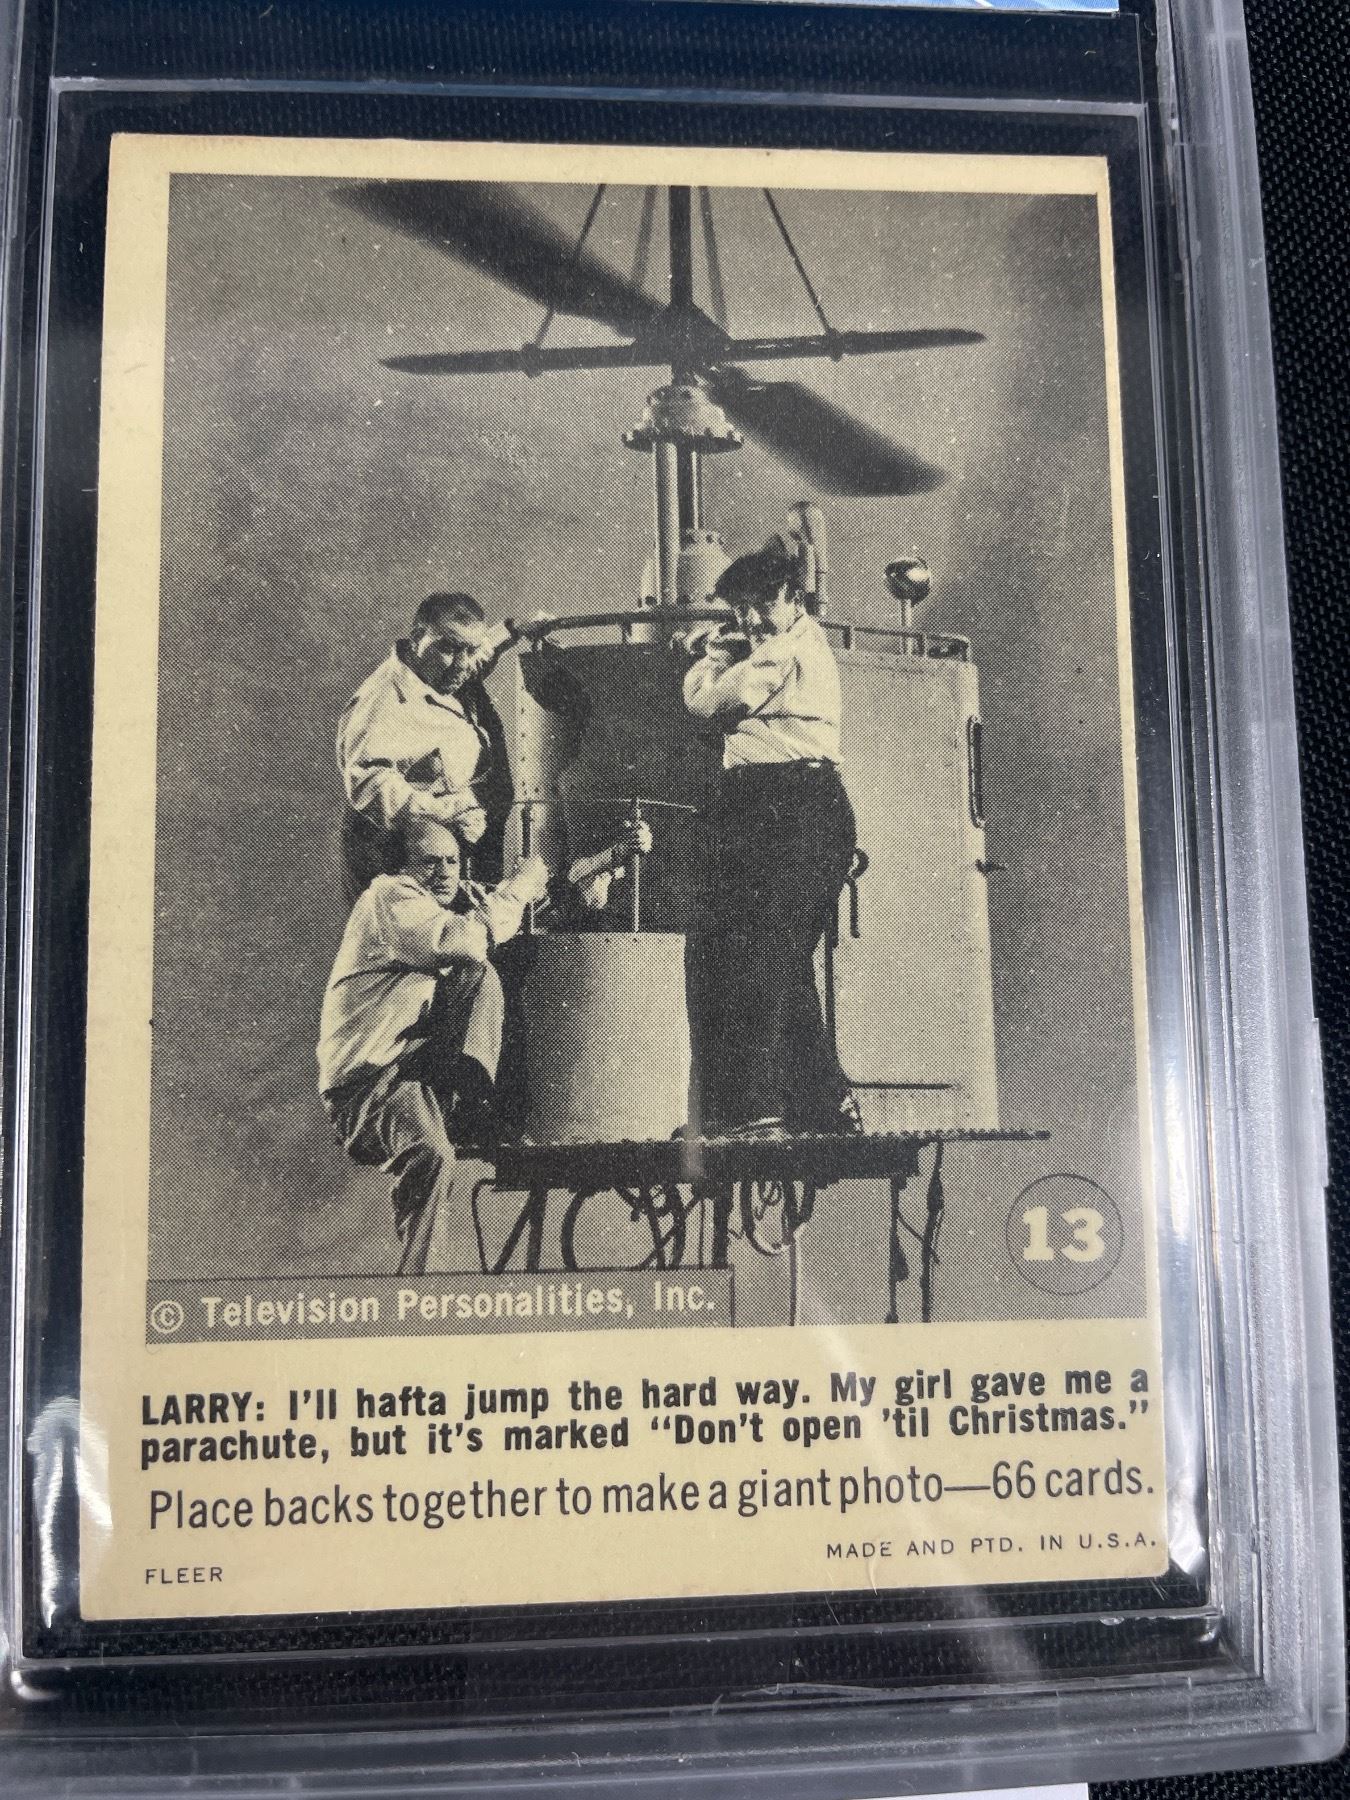 13
© Television Personalities, Inc.
LARRY: I'll hafta jump the hard way. My girl gave me a
parachute, but it's marked "Don't open 'til Christmas."
Place backs together to make a giant photo—66 cards.
MADE AND PTD. IN U.S.A.
FLEER